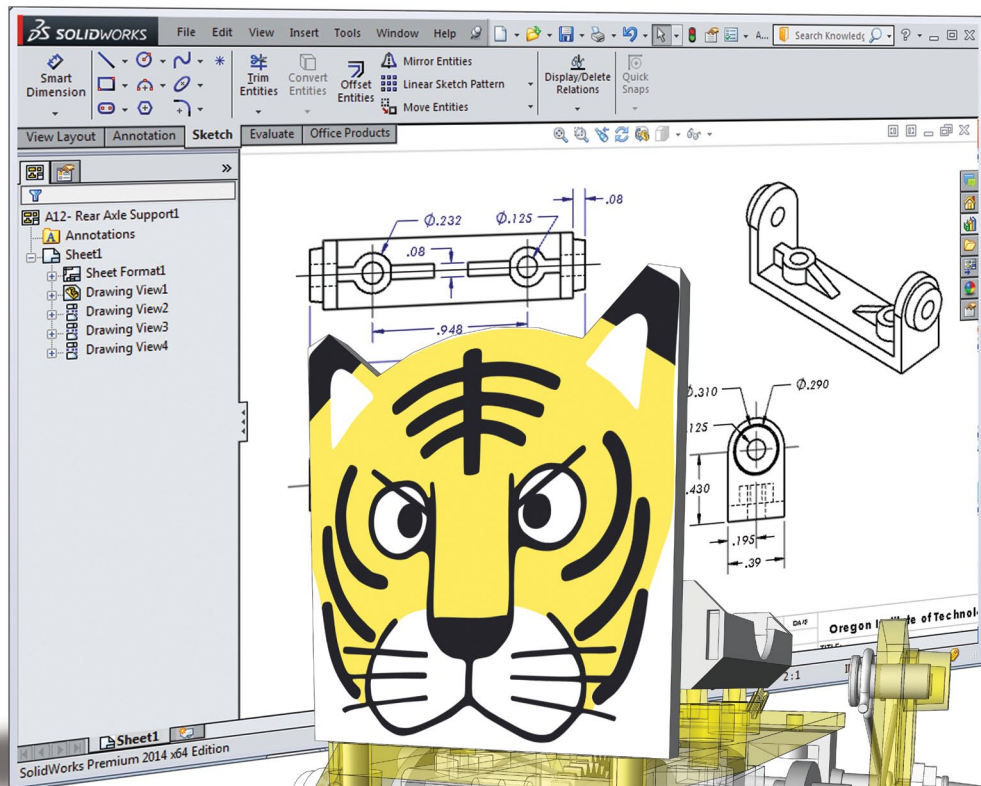 SOLIDWORKS
File Edit View Insert Tools Window Help
A...
Search Knowledg
Smart Dimension
Trim Entities
Convert Entities
Offset Entities
Mirror Entities
Linear Sketch Pattern
Move Entities
Display/Delete Relations
Quick Snaps
View Layout
Annotation
Sketch
Evaluate
Office Products
A12- Rear Axle Support1
Annotations
Sheet1
Sheet Format1
Drawing View1
Drawing View2
Drawing View3
Drawing View4
Ø.232
Ø.125
.08
.08
.948
Ø.310
Ø.290
.125
.430
.195
.39
Oregon
of Technol
2:1
Sheet1
SolidWorks Premium 2014 x64 Edition